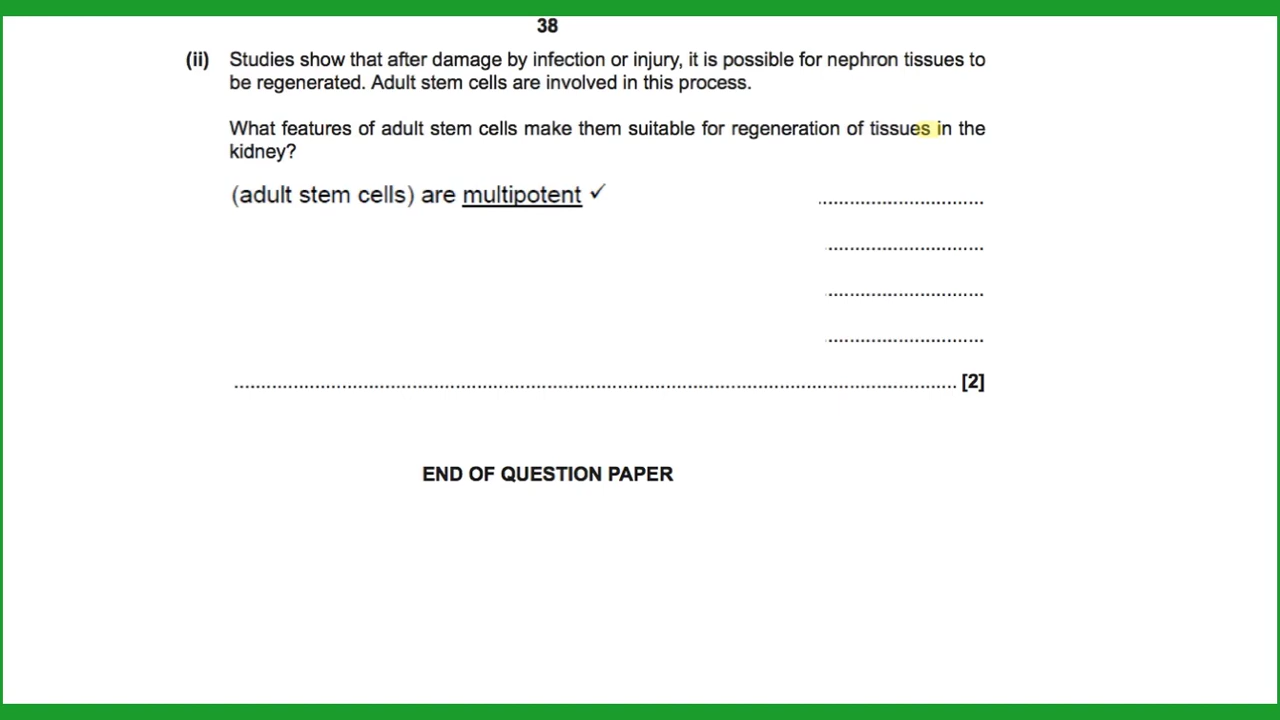 38
(ii) Studies show that after damage by infection or injury, it is possible for nephron tissues to
be regenerated. Adult stem cells are involved in this process.
What features of adult stem cells make them suitable for regeneration of tissues in the
kidney?
(adult stem cells) are multipotent ✓ ................................
..............................
..............................
..............................
.......................................................................................................................................... [2]
END OF QUESTION PAPER